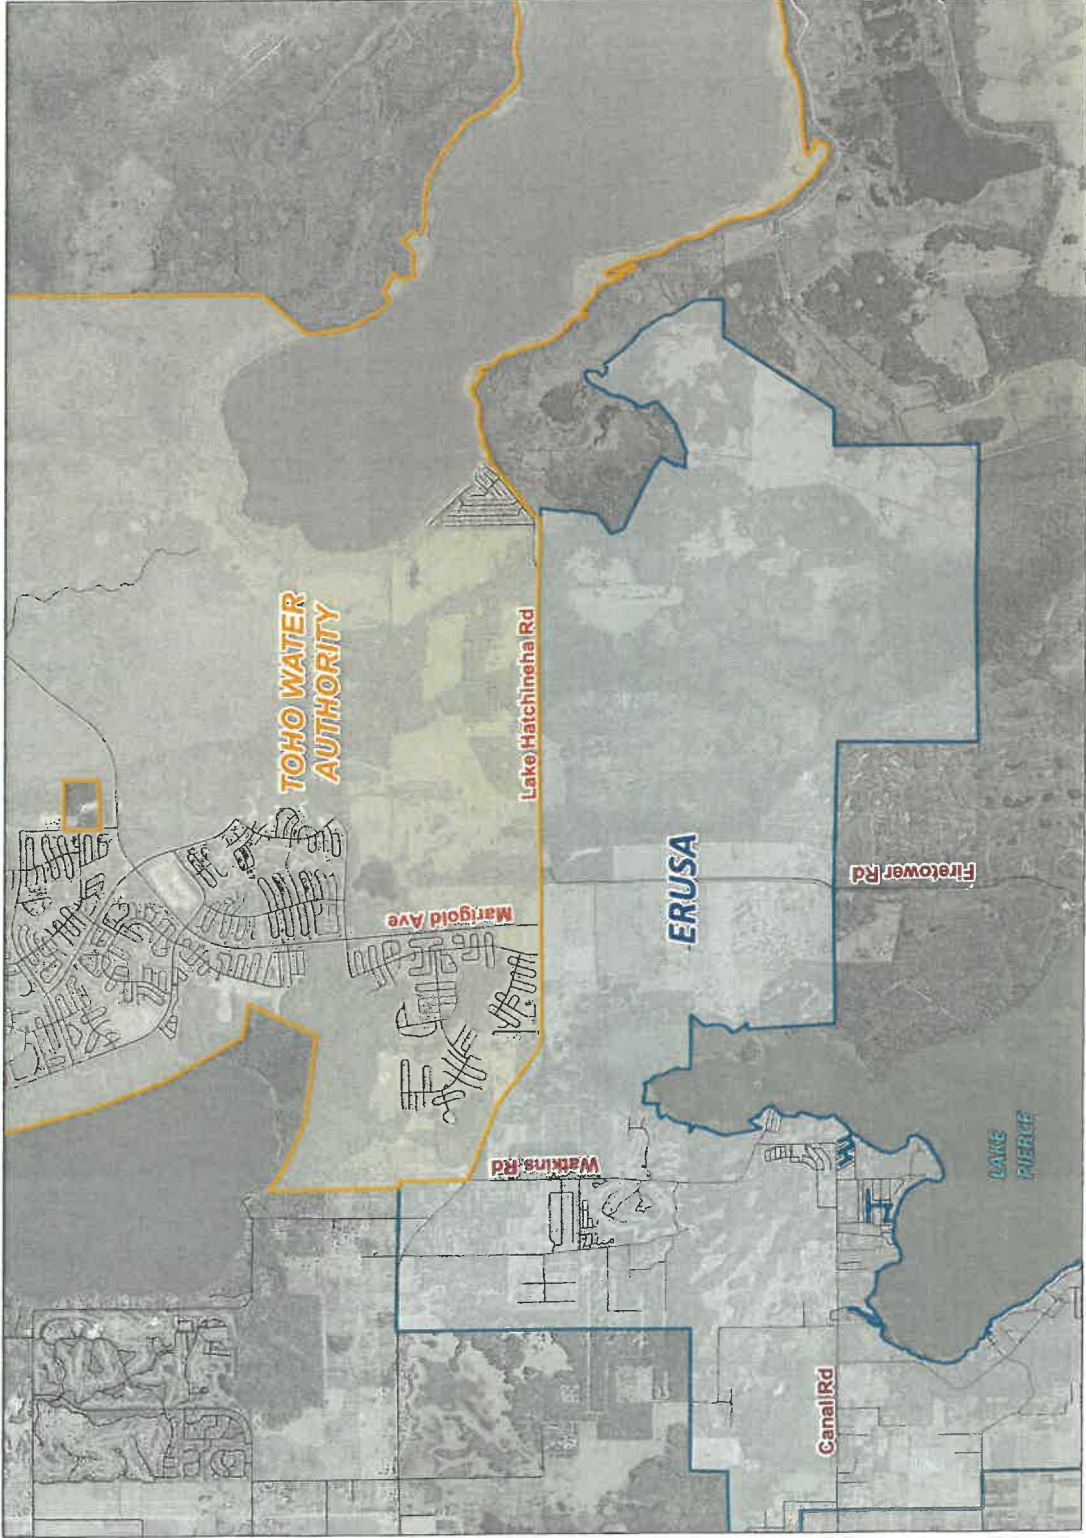 TOHO WATER
AUTHORITY
Lake Hatchineha Rd
Marigold Ave
ERUSA
Firetower Rd
Watkins Rd
LAKE
PIERCE
Canal Rd